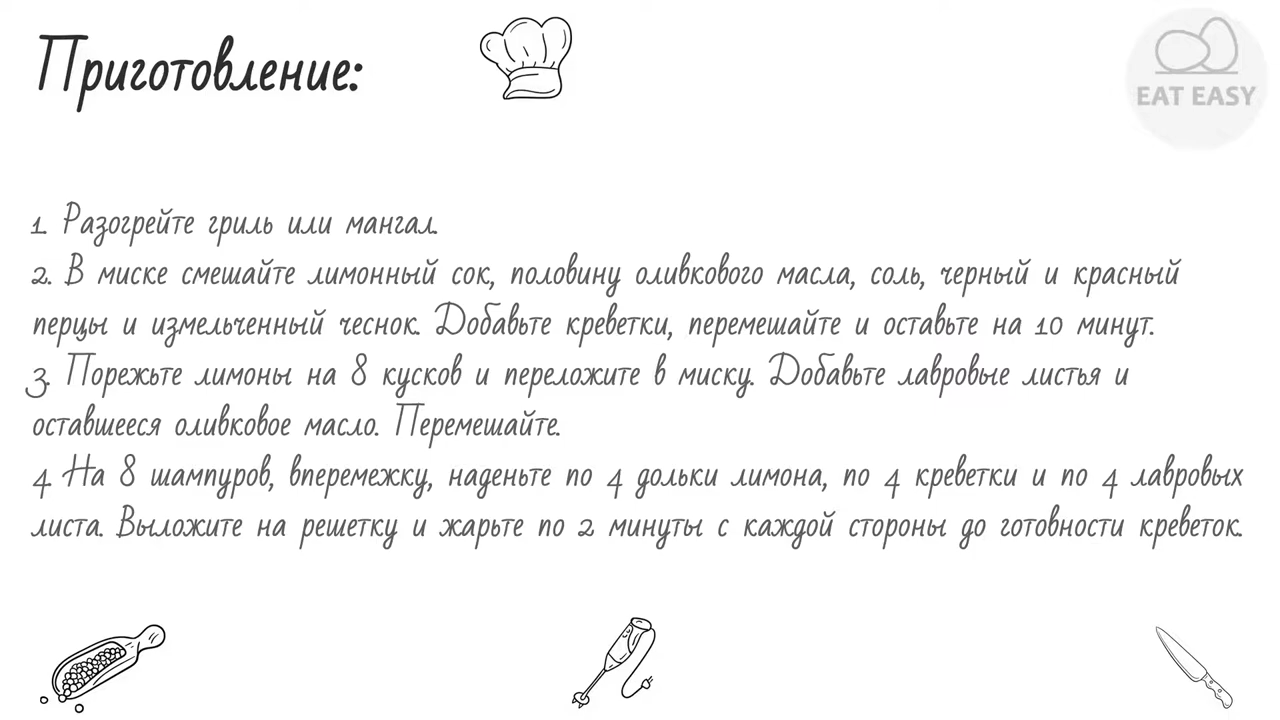 Приготовление:
EAT EASY
1. Разогрейте гриль или мангал.
2. В миске смешайте лимонный сок, половину оливкового масла, соль, черный и красный
перцы и измельченный чеснок. Добавьте креветки, перемешайте и оставьте на 10 минут.
3. Порежьте лимоны на 8 кусков и переложите в миску. Добавьте лавровые листья и
оставшееся оливковое масло. Перемешайте.
4. На 8 шампуров, вперемежку, наденьте по 4 дольки лимона, по 4 креветки и по 4 лавровых
листа. Выложите на решетку и жарьте по 2 минуты с каждой стороны до готовности креветок.